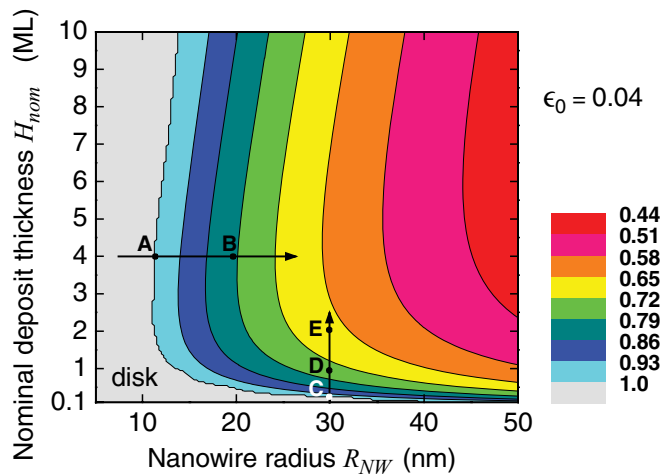 Nominal deposit thickness H_nom (ML)
10
9
8
7
6
5
4
3
2
1
0.1
A
B
E
D
C
disk
10 20 30 40 50
Nanowire radius R_NW (nm)
ϵ₀ = 0.04
0.44
0.51
0.58
0.65
0.72
0.79
0.86
0.93
1.0